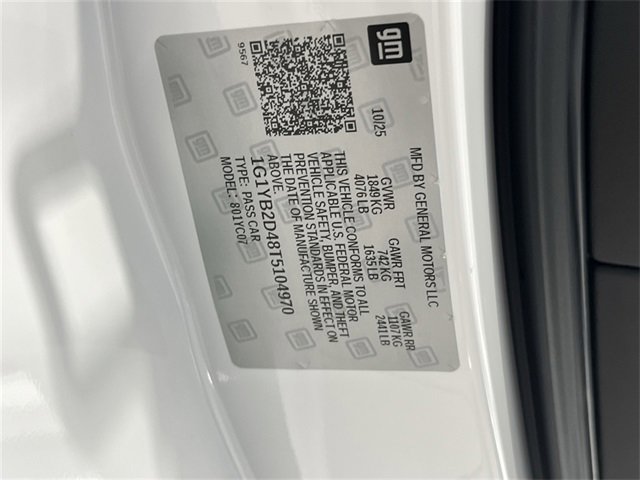 gm
10/25
MFD BY GENERAL MOTORS LLC
GVWR GAWR FRT GAWR RR
1849 KG 742 KG 1107 KG
4076 LB 1635 LB 2441 LB
THIS VEHICLE CONFORMS TO ALL
APPLICABLE U.S. FEDERAL MOTOR
VEHICLE SAFETY, BUMPER, AND THEFT
PREVENTION STANDARDS IN EFFECT ON
THE DATE OF MANUFACTURE SHOWN
ABOVE.
1G1YB2D48T5104970
TYPE: PASS CAR
MODEL: 801YC07
9567